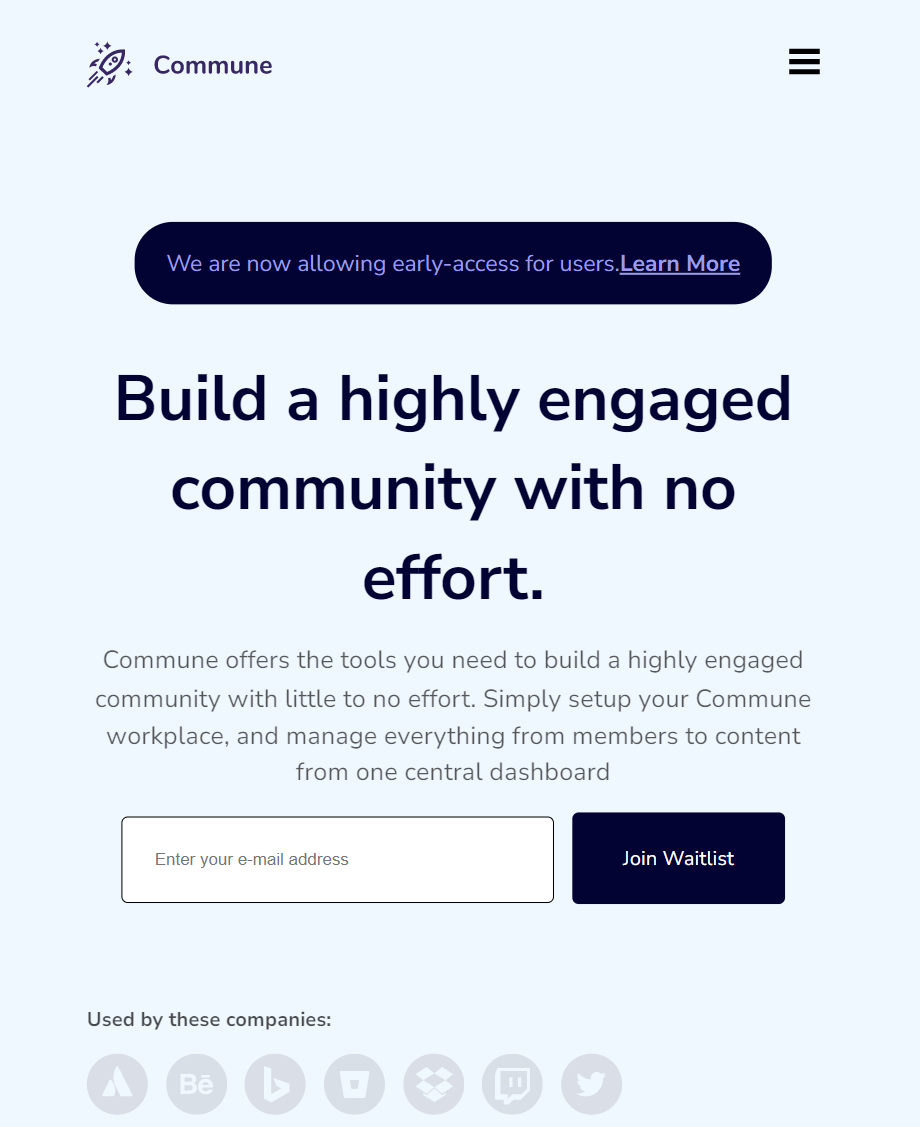 Commune
We are now allowing early-access for users.Learn More
Build a highly engaged
community with no
effort.
Commune offers the tools you need to build a highly engaged
community with little to no effort. Simply setup your Commune
workplace, and manage everything from members to content
from one central dashboard
Enter your e-mail address
Join Waitlist
Used by these companies:
Bē